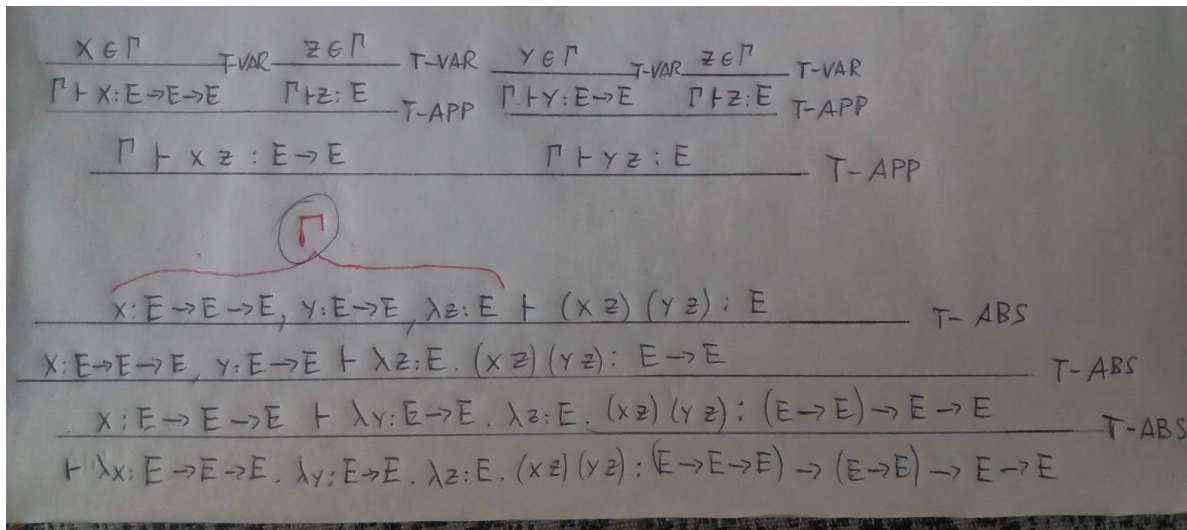 X ∈ Γ T-VAR Z ∈ Γ T-VAR Y ∈ Γ T-VAR Z ∈ Γ T-VAR
Γ ⊢ X : E → E → E Γ ⊢ Z : E T-APP Γ ⊢ Y : E → E Γ ⊢ Z : E T-APP
Γ ⊢ X Z : E → E Γ ⊢ Y Z : E T-APP
Γ
X : E → E → E, Y : E → E, λZ : E ⊢ (X Z) (Y Z) : E T-ABS
X : E → E → E, Y : E → E ⊢ λZ : E. (X Z) (Y Z) : E → E T-ABS
X : E → E → E ⊢ λY : E → E. λZ : E. (X Z) (Y Z) : (E → E) → E → E T-ABS
⊢ λX : E → E → E. λY : E → E. λZ : E. (X Z) (Y Z) : (E → E → E) → (E → E) → E → E